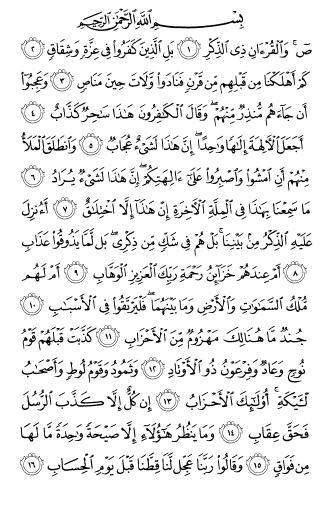 بِسْمِ ٱللَّهِ ٱلرَّحْمَٰنِ ٱلرَّحِيمِ
صٓ ۚ وَٱلْقُرْءَانِ ذِى ٱلذِّكْرِ ١ بَلِ ٱلَّذِينَ كَفَرُوا۟ فِى عِزَّةٍ وَشِقَاقٍ ٢
كَمْ أَهْلَكْنَا مِن قَبْلِهِم مِّن قَرْنٍ فَنَادَوا۟ وَّلَاتَ حِينَ مَنَاصٍ ٣ وَعَجِبُوٓا۟
أَن جَآءَهُم مُّنذِرٌ مِّنْهُمْ ۖ وَقَالَ ٱلْكَٰفِرُونَ هَٰذَا سَٰحِرٌ كَذَّابٌ ٤
أَجَعَلَ ٱلْءَالِهَةَ إِلَٰهًا وَٰحِدًا ۖ إِنَّ هَٰذَا لَشَىْءٌ عُجَابٌ ٥ وَٱنطَلَقَ ٱلْمَلَأُ
مِنْهُمْ أَنِ ٱمْشُوا۟ وَٱصْبِرُوا۟ عَلَىٰٓ ءَالِهَتِكُمْ ۖ إِنَّ هَٰذَا لَشَىْءٌ يُرَادُ ٦
مَا سَمِعْنَا بِهَٰذَا فِى ٱلْمِلَّةِ ٱلْءَاخِرَةِ إِنْ هَٰذَآ إِلَّا ٱخْتِلَٰقٌ ٧ أَءُنزِلَ
عَلَيْهِ ٱلذِّكْرُ مِنۢ بَيْنِنَا ۚ بَلْ هُمْ فِى شَكٍّ مِّن ذِكْرِى ۖ بَل لَّمَّا يَذُوقُوا۟ عَذَابِ
٨ أَمْ عِندَهُمْ خَزَآئِنُ رَحْمَةِ رَبِّكَ ٱلْعَزِيزِ ٱلْوَهَّابِ ٩ أَمْ لَهُم
مُّلْكُ ٱلسَّمَٰوَٰتِ وَٱلْأَرْضِ وَمَا بَيْنَهُمَا ۖ فَلْيَرْتَقُوا۟ فِى ٱلْأَسْبَٰبِ ١٠
جُندٌ مَّا هُنَالِكَ مَهْزُومٌ مِّنَ ٱلْأَحْزَابِ ١١ كَذَّبَتْ قَبْلَهُمْ قَوْمُ
نُوحٍ وَعَادٌ وَفِرْعَوْنُ ذُو ٱلْأَوْتَادِ ١٢ وَثَمُودُ وَقَوْمُ لُوطٍ وَأَصْحَٰبُ
لْـَٔيْكَةِ ۚ أُو۟لَٰٓئِكَ ٱلْأَحْزَابُ ١٣ إِن كُلٌّ إِلَّا كَذَّبَ ٱلرُّسُلَ
فَحَقَّ عِقَابِ ١٤ وَمَا يَنظُرُ هَٰٓؤُلَآءِ إِلَّا صَيْحَةً وَٰحِدَةً مَّا لَهَا
مِن فَوَاقٍ ١٥ وَقَالُوا۟ رَبَّنَا عَجِّل لَّنَا قِطَّنَا قَبْلَ يَوْمِ ٱلْحِسَابِ ١٦